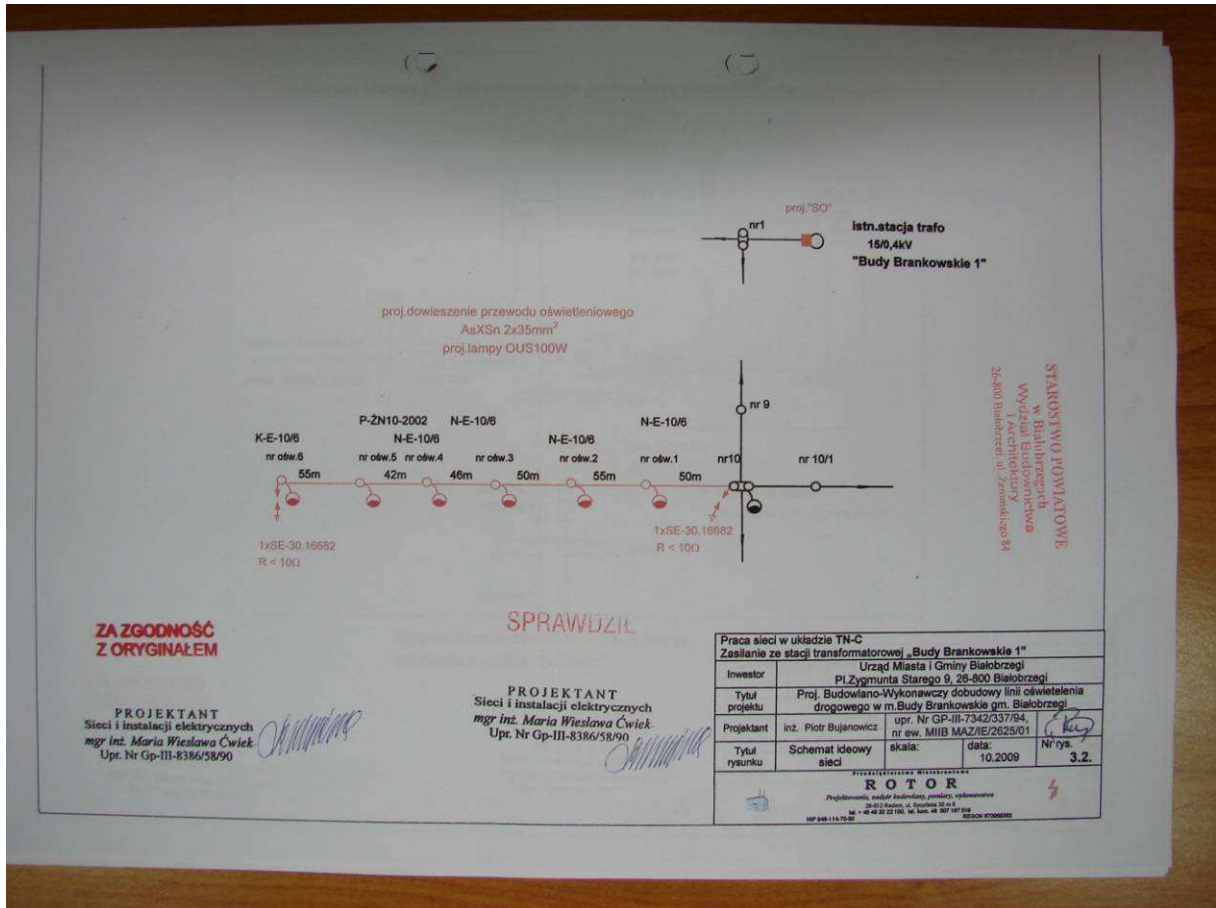 proj."SO"
nr1
istn.stacja trafo
15/0,4kV
"Budy Brankowskie 1"
proj.dowieszenie przewodu oświetleniowego
AsXSn 2x35mm²
proj.lampy OUS100W
nr 9
P-ŻN10-2002 N-E-10/6 N-E-10/6
K-E-10/6 N-E-10/6 N-E-10/6
nr ośw.6 nr ośw.5 nr ośw.4 nr ośw.3 nr ośw.2 nr ośw.1 nr10 nr 10/1
55m 42m 46m 50m 55m 50m
1xSE-30.16682
R < 10Ω
1xSE-30.16682
R < 10Ω
STAROSTWO POWIATOWE
w Białobrzegach
Wydział Budownictwa
i Architektury
26-800 Białobrzegi, ul. Żeromskiego 84
ZA ZGODNOŚĆ
Z ORYGINAŁEM
SPRAWDZIŁ
PROJEKTANT
Sieci i instalacji elektrycznych
mgr inż. Maria Wiesława Ćwiek
Upr. Nr Gp-III-8386/58/90
PROJEKTANT
Sieci i instalacji elektrycznych
mgr inż. Maria Wiesława Ćwiek
Upr. Nr Gp-III-8386/58/90
Praca sieci w układzie TN-C
Zasilanie ze stacji transformatorowej „Budy Brankowskie 1"
Inwestor
Urząd Miasta i Gminy Białobrzegi
Pl.Zygmunta Starego 9, 26-800 Białobrzegi
Tytuł projektu
Proj. Budowlano-Wykonawczy dobudowy linii oświetelenia
drogowego w m.Budy Brankowskie gm. Białobrzegi
Projektant
inż. Piotr Bujanowicz
upr. Nr GP-III-7342/337/94,
nr ew. MIIB MAZ/IE/2625/01
Tytuł rysunku
Schemat ideowy sieci
skala:
data:
10.2009
Nr rys.
3.2.
Przedsiębiorstwo Wielobranżowe
ROTOR
Projektowanie, nadzór budowlany, pomiary, wykonawstwo